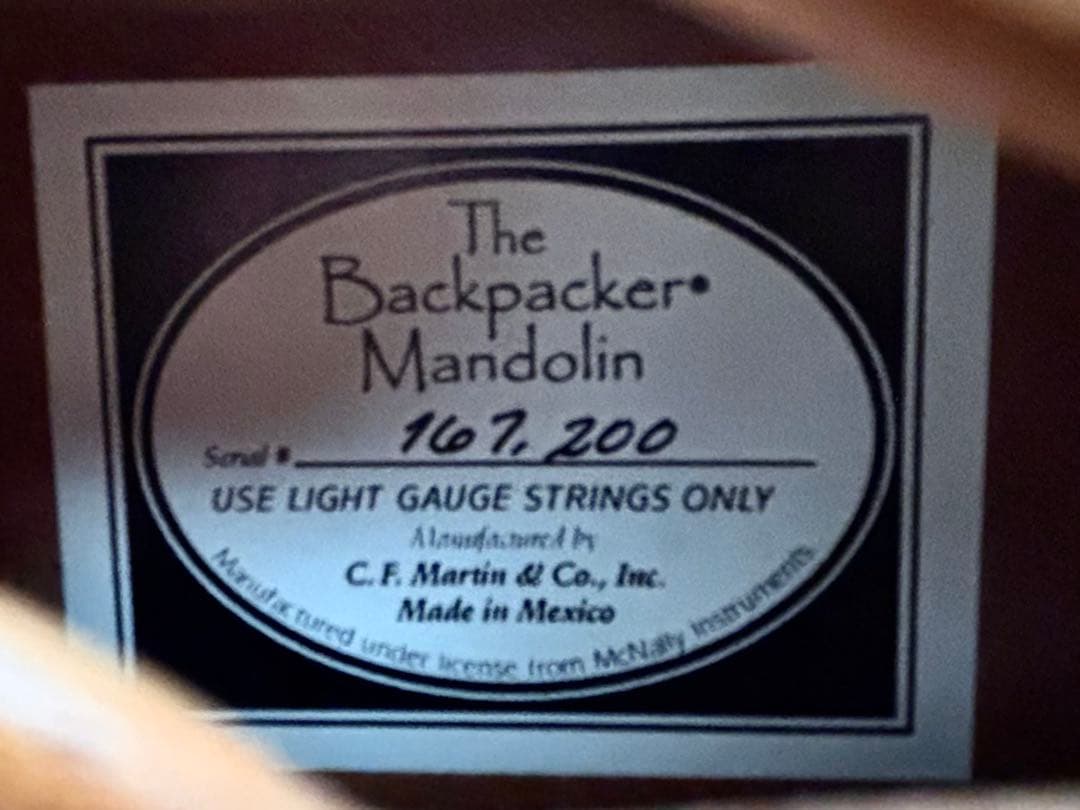 The
Backpacker®
Mandolin
Serial # 167,200
USE LIGHT GAUGE STRINGS ONLY
Manufactured by
C. F. Martin & Co., Inc.
Made in Mexico
Manufactured under license from McNally Instruments